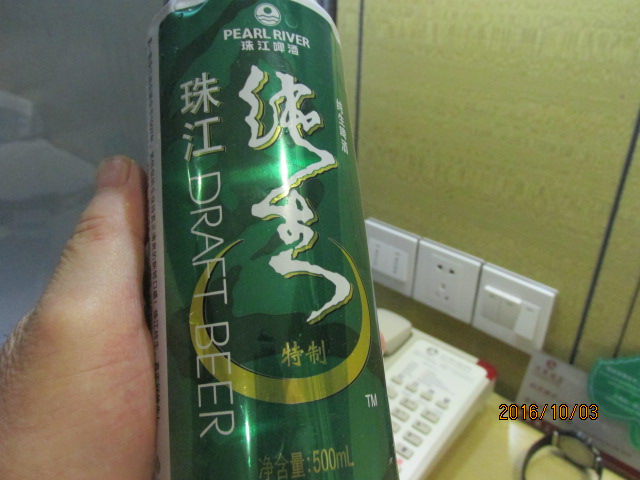 PEARL RIVER
珠江啤酒
纯生
珠江 DRAFT BEER
特制
TM
净含量:500mL
2016/10/03